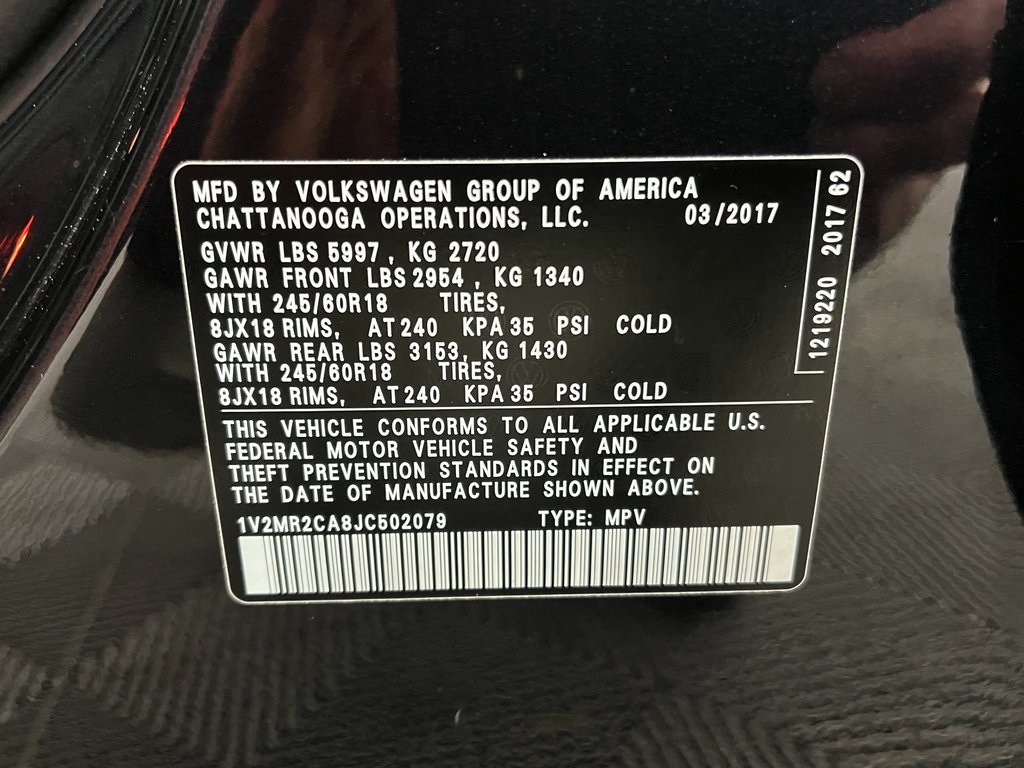 MFD BY VOLKSWAGEN GROUP OF AMERICA
CHATTANOOGA OPERATIONS, LLC. 03/2017
GVWR LBS 5997, KG 2720
GAWR FRONT LBS 2954, KG 1340
WITH 245/60R18 TIRES,
8JX18 RIMS, AT 240 KPA 35 PSI COLD
GAWR REAR LBS 3153, KG 1430
WITH 245/60R18 TIRES,
8JX18 RIMS, AT 240 KPA 35 PSI COLD
THIS VEHICLE CONFORMS TO ALL APPLICABLE U.S.
FEDERAL MOTOR VEHICLE SAFETY AND
THEFT PREVENTION STANDARDS IN EFFECT ON
THE DATE OF MANUFACTURE SHOWN ABOVE.
1V2MR2CA8JC502079 TYPE: MPV
1219220 2017 62